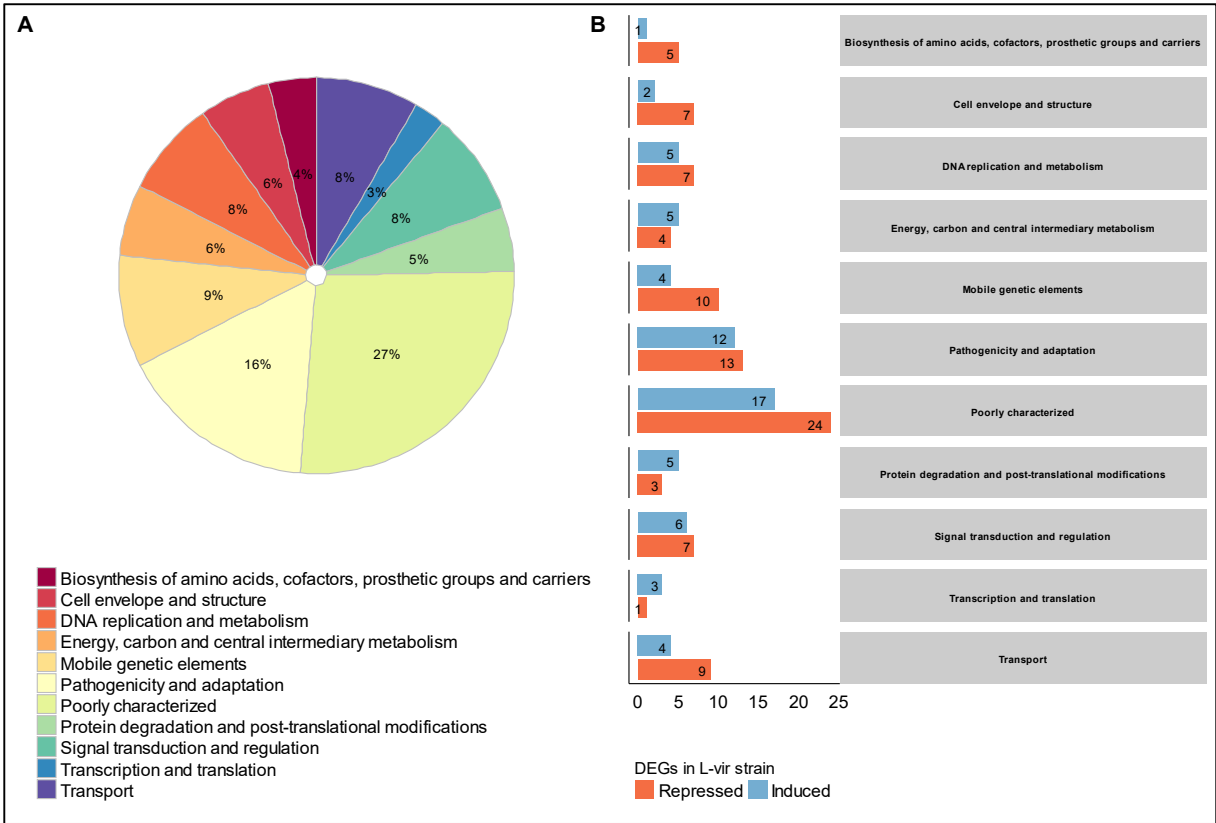 A
4%
8%
3%
6%
8%
8%
6%
5%
9%
27%
16%
Biosynthesis of amino acids, cofactors, prosthetic groups and carriers
Cell envelope and structure
DNA replication and metabolism
Energy, carbon and central intermediary metabolism
Mobile genetic elements
Pathogenicity and adaptation
Poorly characterized
Protein degradation and post-translational modifications
Signal transduction and regulation
Transcription and translation
Transport
B
1
5
Biosynthesis of amino acids, cofactors, prosthetic groups and carriers
2
7
Cell envelope and structure
5
7
DNA replication and metabolism
5
4
Energy, carbon and central intermediary metabolism
4
10
Mobile genetic elements
12
13
Pathogenicity and adaptation
17
24
Poorly characterized
5
3
Protein degradation and post-translational modifications
6
7
Signal transduction and regulation
3
1
Transcription and translation
4
9
Transport
0 5 10 15 20 25
DEGs in L-vir strain
Repressed Induced